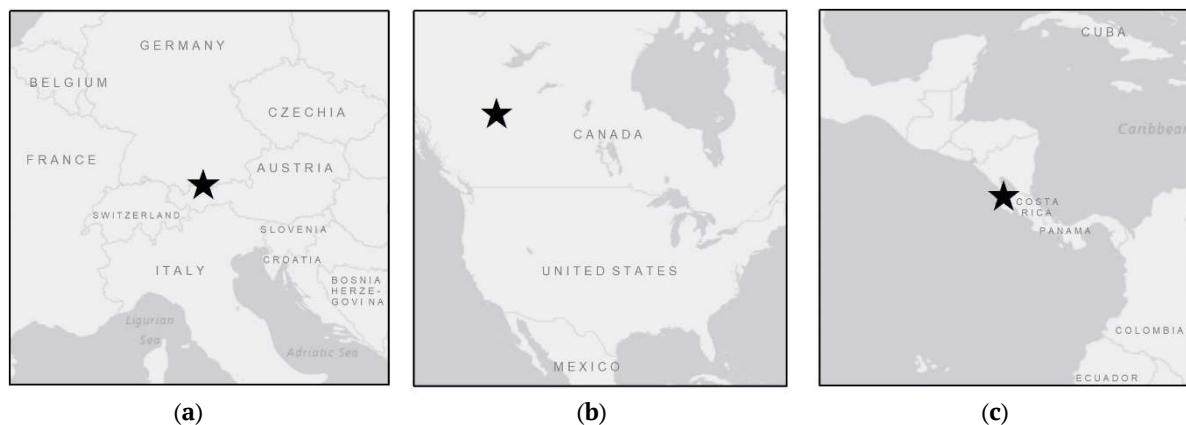 GERMANY
BELGIUM
CZECHIA
FRANCE
AUSTRIA
SWITZERLAND
SLOVENIA
CROATIA
ITALY
BOSNIA
HERZE-
GOVINA
Ligurian
Sea
Adriatic Sea
(a)
CANADA
UNITED STATES
MEXICO
(b)
CUBA
Caribbean
COSTA
RICA
PANAMA
COLOMBIA
ECUADOR
(c)